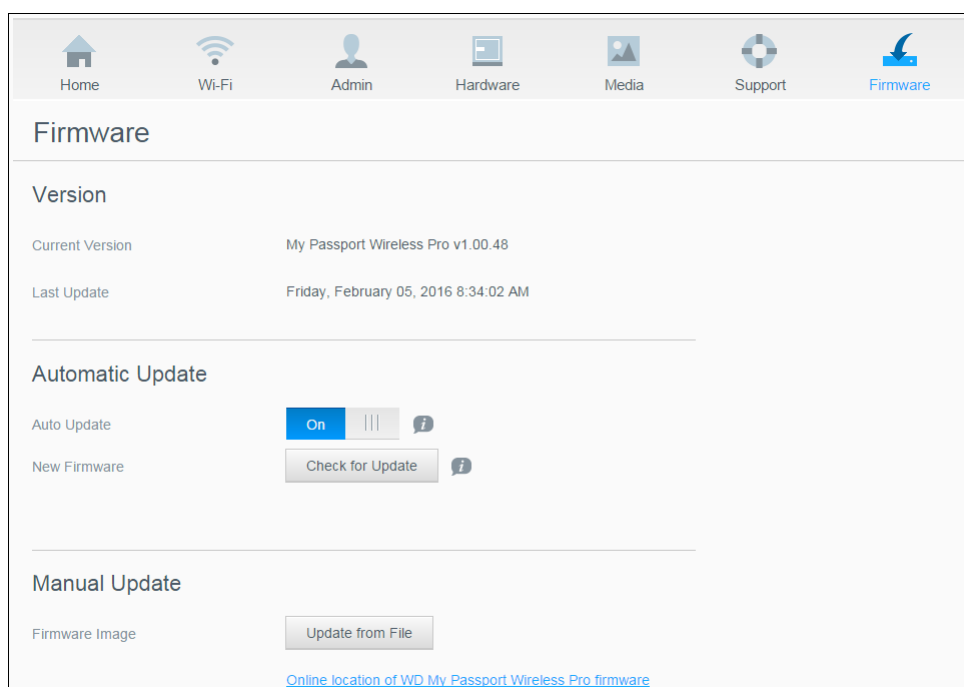 Home Wi-Fi Admin Hardware Media Support Firmware
Firmware
Version
Current Version My Passport Wireless Pro v1.00.48
Last Update Friday, February 05, 2016 8:34:02 AM
Automatic Update
Auto Update On
New Firmware Check for Update
Manual Update
Firmware Image Update from File
Online location of WD My Passport Wireless Pro firmware